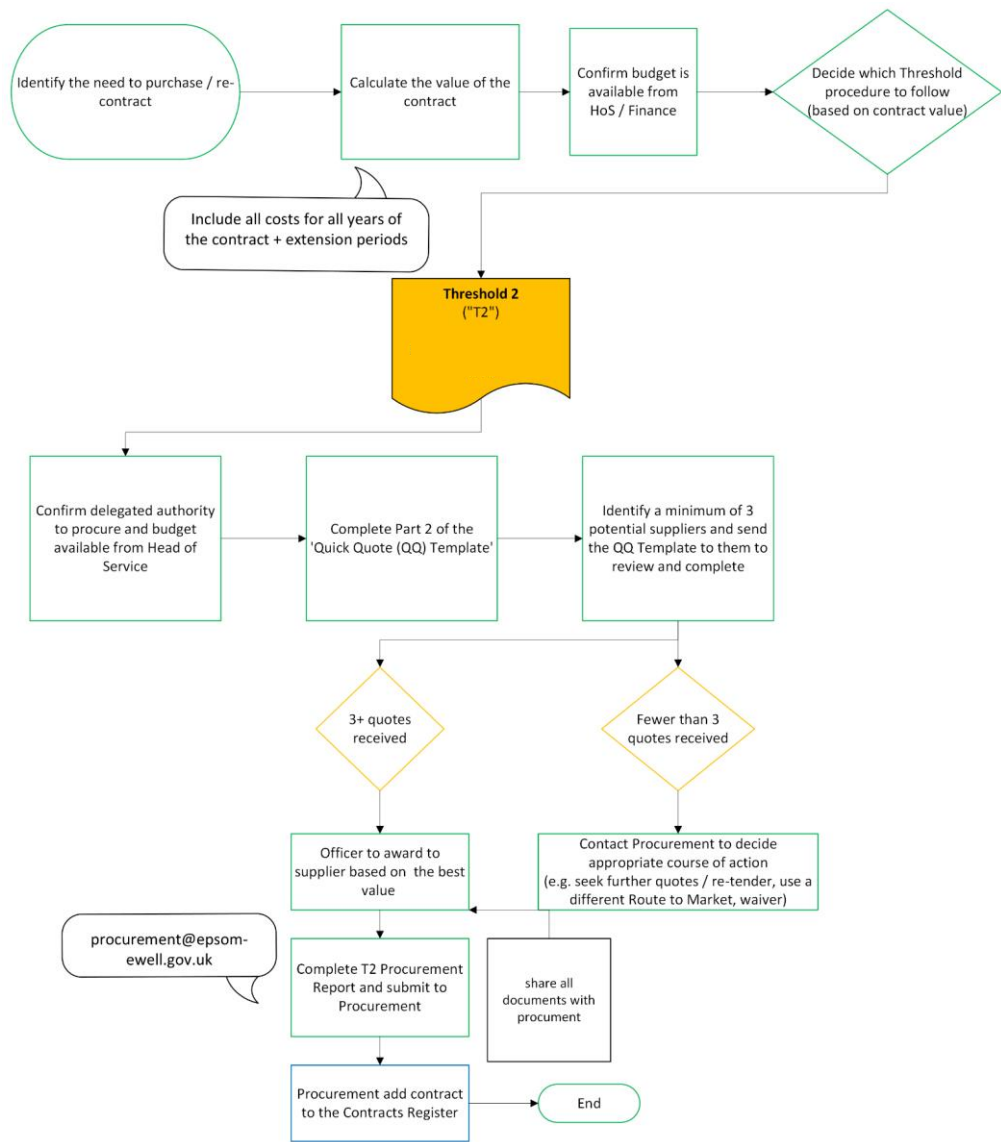 Identify the need to purchase / re-
contract
Calculate the value of the
contract
Confirm budget is
available from
HoS / Finance
Decide which Threshold
procedure to follow
(based on contract value)
Include all costs for all years of
the contract + extension periods
Threshold 2
("T2")
Confirm delegated authority
to procure and budget
available from Head of
Service
Complete Part 2 of the
'Quick Quote (QQ) Template'
Identify a minimum of 3
potential suppliers and send
the QQ Template to them to
review and complete
3+ quotes
received
Fewer than 3
quotes received
Officer to award to
supplier based on the best
value
Contact Procurement to decide
appropriate course of action
(e.g. seek further quotes / re-tender, use a
different Route to Market, waiver)
procurement@epsom-
ewell.gov.uk
Complete T2 Procurement
Report and submit to
Procurement
share all
documents with
procument
Procurement add contract
to the Contracts Register
End